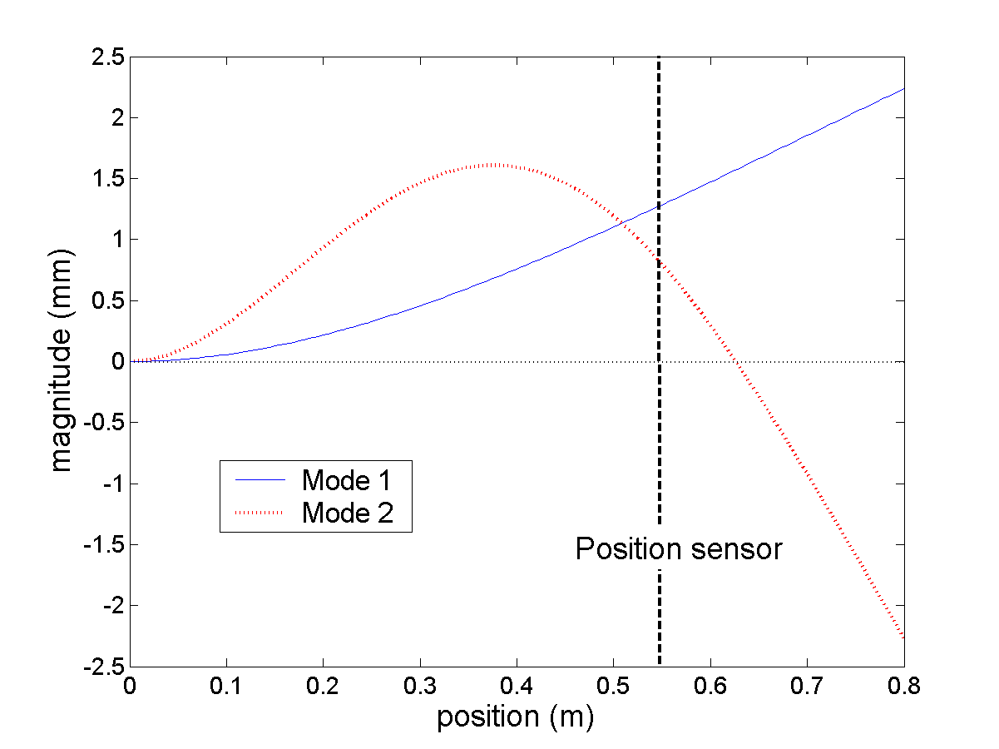 2.5
2
1.5
1
0.5
0
-0.5
-1
-1.5
-2
-2.5
magnitude (mm)
Mode 1
Mode 2
Position sensor
0 0.1 0.2 0.3 0.4 0.5 0.6 0.7 0.8
position (m)